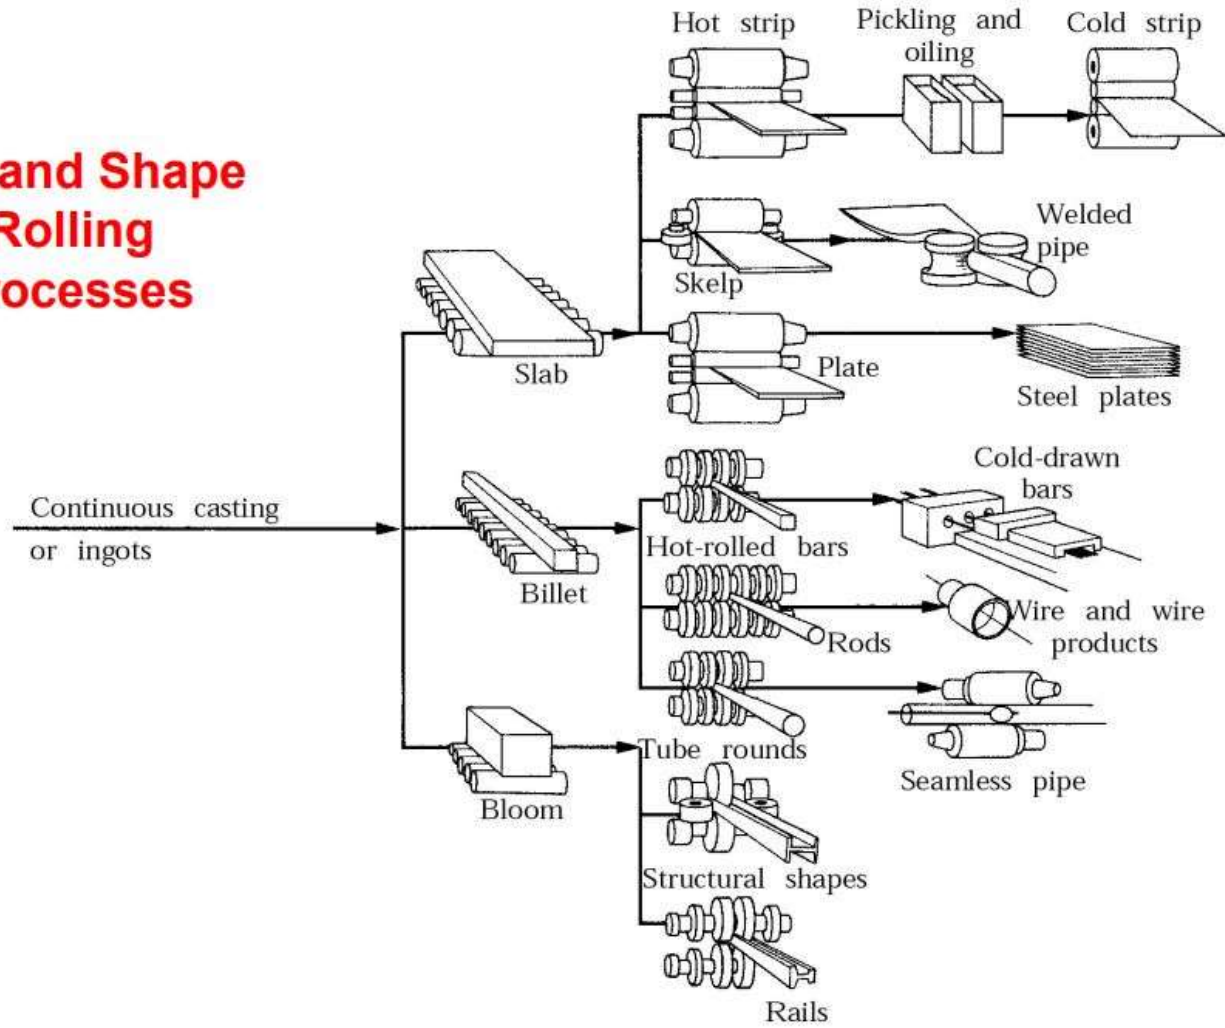 and Shape
Rolling
rocesses
Hot strip
Pickling and
oiling
Cold strip
Skelp
Welded
pipe
Slab
Plate
Steel plates
Continuous casting
or ingots
Billet
Hot-rolled bars
Cold-drawn
bars
Rods
Wire and wire
products
Tube rounds
Seamless pipe
Bloom
Structural shapes
Rails